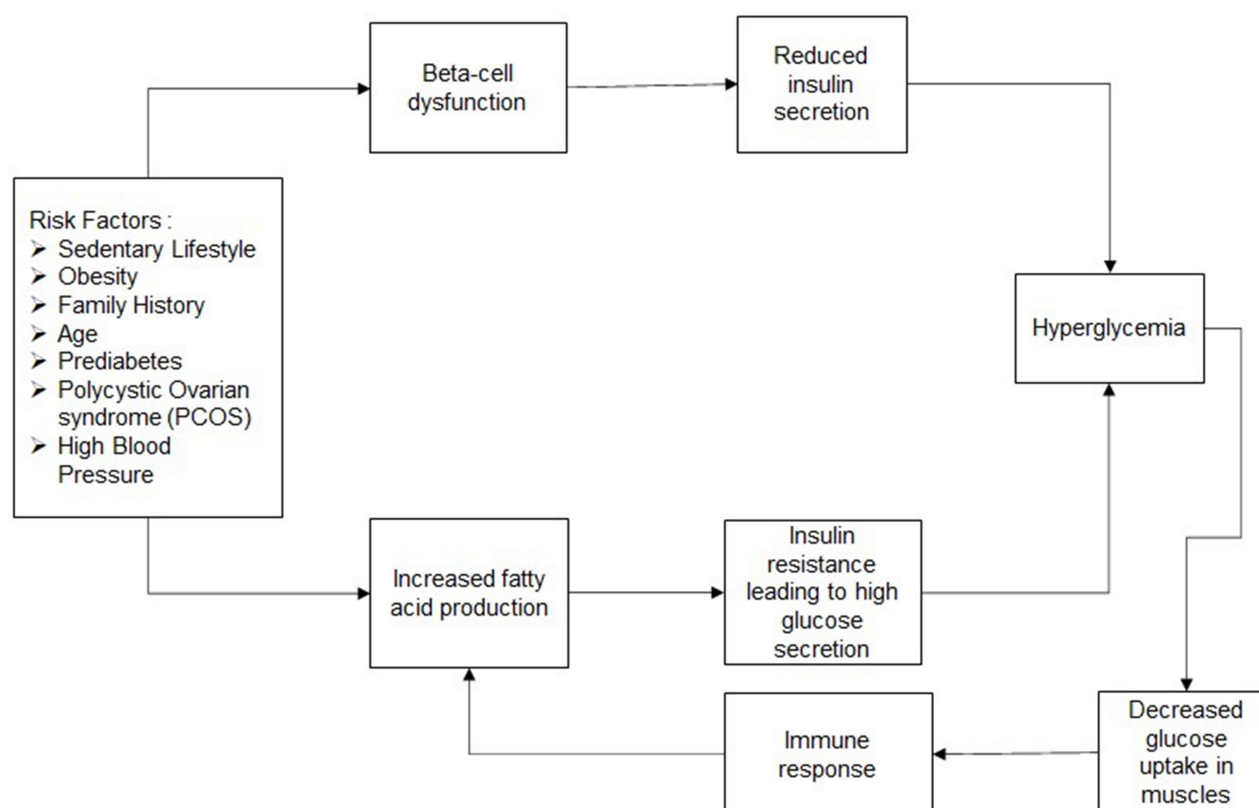 Beta-cell
dysfunction
Reduced
insulin
secretion
Risk Factors :
➤ Sedentary Lifestyle
➤ Obesity
➤ Family History
➤ Age
➤ Prediabetes
➤ Polycystic Ovarian
syndrome (PCOS)
➤ High Blood
Pressure
Hyperglycemia
Increased fatty
acid production
Insulin
resistance
leading to high
glucose
secretion
Immune
response
Decreased
glucose
uptake in
muscles